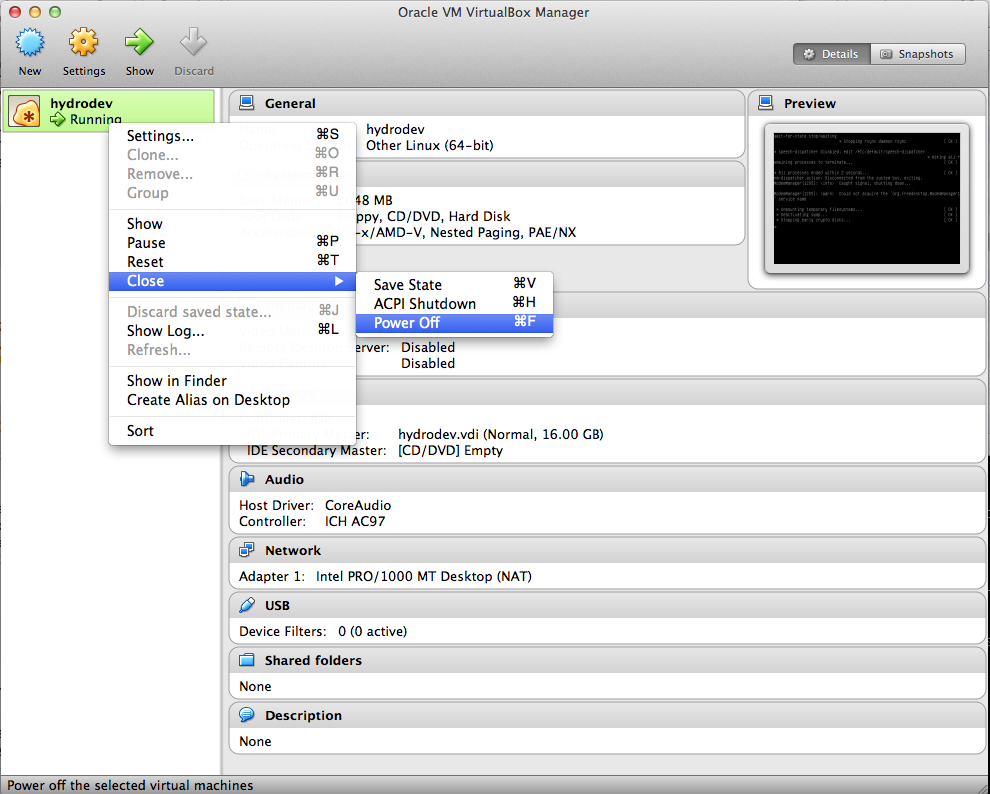 Oracle VM VirtualBox Manager
New Settings Show Discard
Details Snapshots
hydrodev
Running
Settings... ⌘S
Clone... ⌘O
Remove... ⌘R
Group ⌘U
Show
Pause ⌘P
Reset ⌘T
Close
Discard saved state... ⌘J
Show Log... ⌘L
Refresh...
Show in Finder
Create Alias on Desktop
Sort
Save State ⌘V
ACPI Shutdown ⌘H
Power Off ⌘F
General
hydrodev
Other Linux (64-bit)
48 MB
ppy, CD/DVD, Hard Disk
-x/AMD-V, Nested Paging, PAE/NX
erver: Disabled
Disabled
er: hydrodev.vdi (Normal, 16.00 GB)
IDE Secondary Master: [CD/DVD] Empty
Audio
Host Driver: CoreAudio
Controller: ICH AC97
Network
Adapter 1: Intel PRO/1000 MT Desktop (NAT)
USB
Device Filters: 0 (0 active)
Shared folders
None
Description
None
Preview
Power off the selected virtual machines